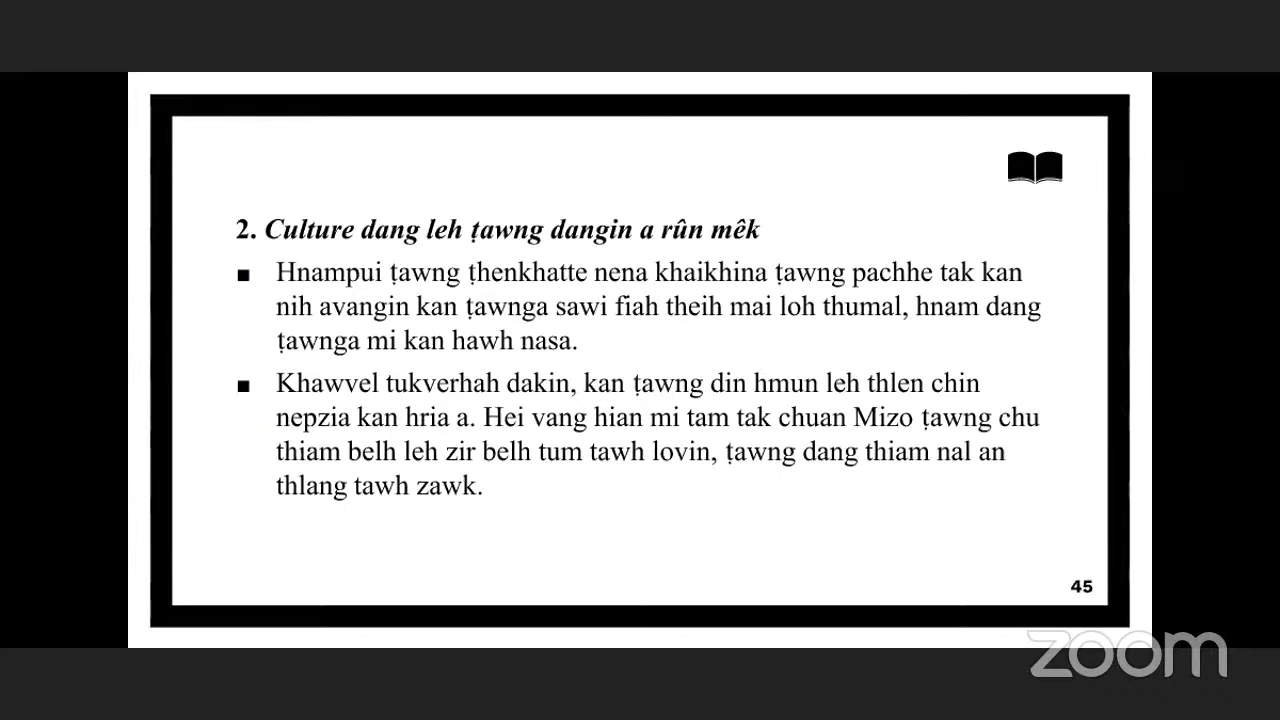 2. Culture dang leh ṭawng dangin a rûn mêk
▪ Hnampui ṭawng ṭhenkhatte nena khaikhina ṭawng pachhe tak kan
nih avangin kan ṭawnga sawi fiah theih mai loh thumal, hnam dang
ṭawnga mi kan hawh nasa.
▪ Khawvel tukverhah dakin, kan ṭawng din hmun leh thlen chin
nepzia kan hria a. Hei vang hian mi tam tak chuan Mizo ṭawng chu
thiam belh leh zir belh tum tawh lovin, ṭawng dang thiam nal an
thlang tawh zawk.
45
zoom